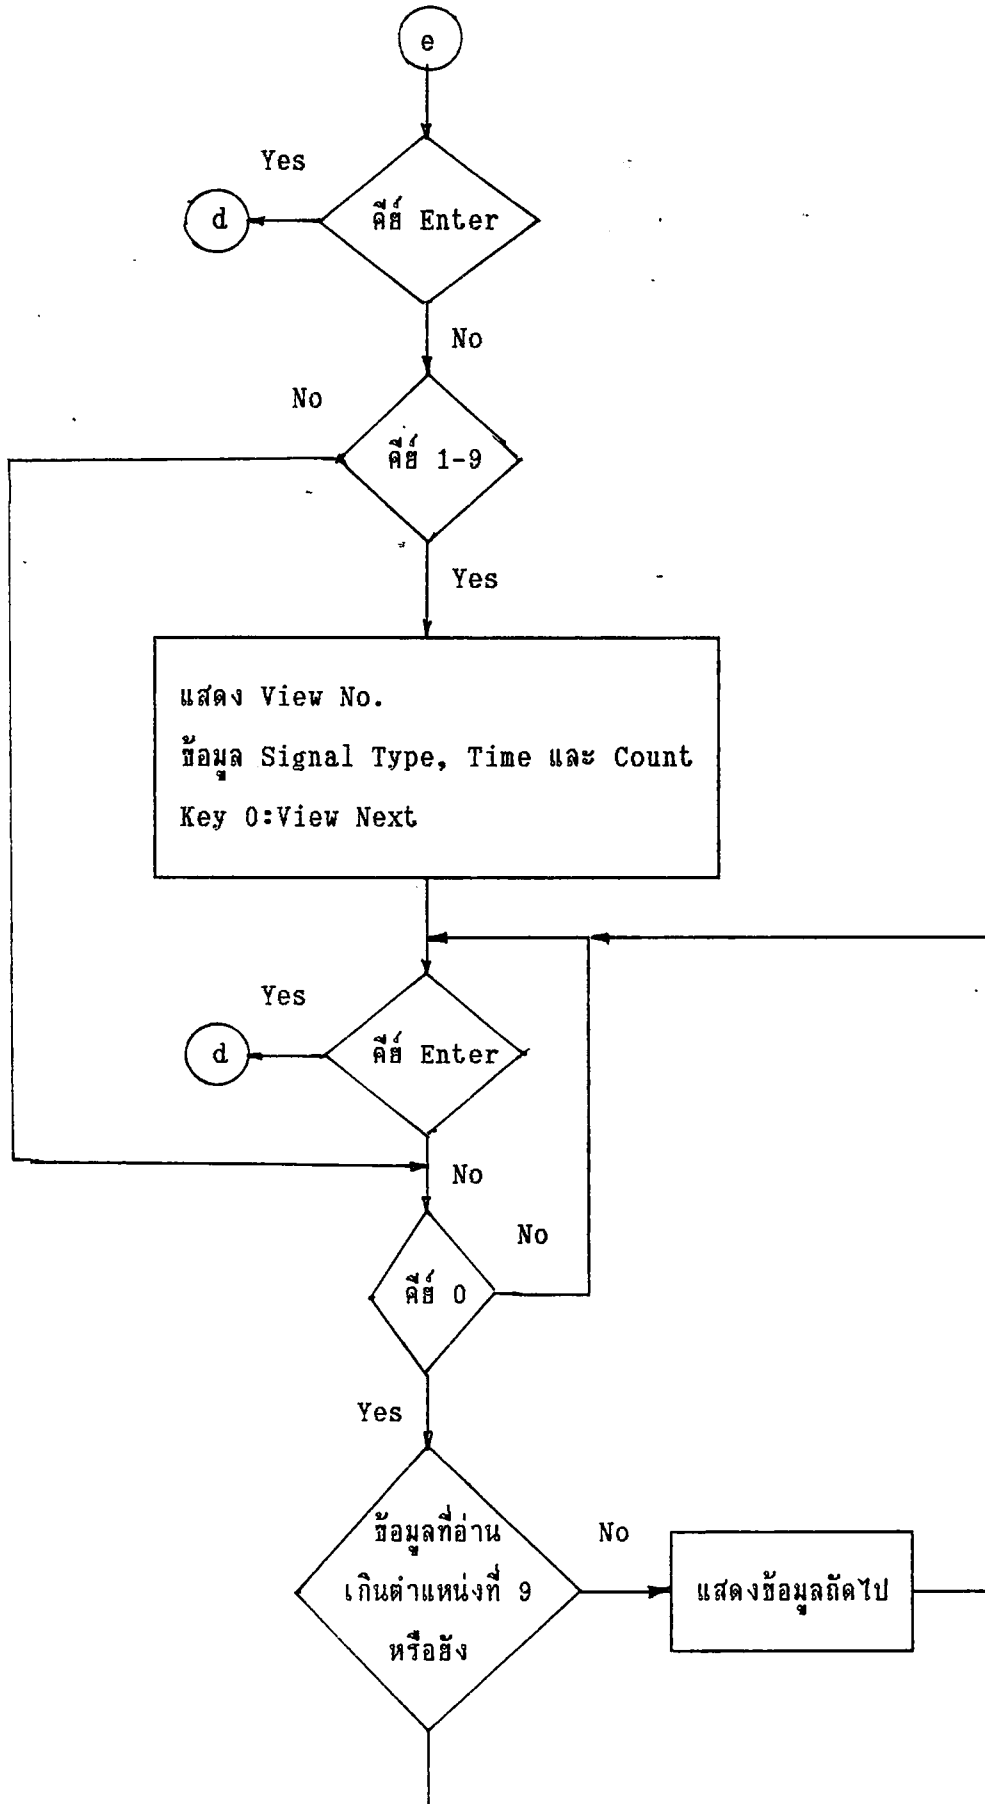 e
Yes
d
คีย์ Enter
No
No
คีย์ 1-9
Yes
แสดง View No.
ข้อมูล Signal Type, Time และ Count
Key 0:View Next
Yes
d
คีย์ Enter
No
No
คีย์ 0
Yes
ข้อมูลที่อ่าน
เกินตำแหน่งที่ 9
หรือยัง
No
แสดงข้อมูลถัดไป